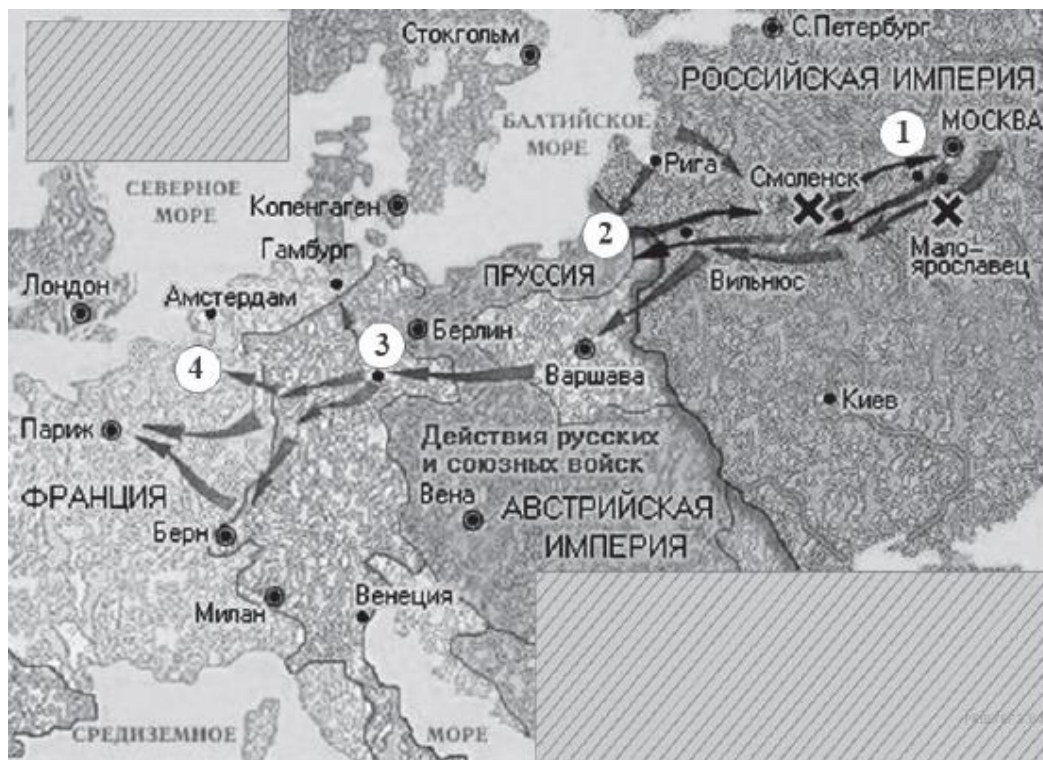 Стокгольм
С.Петербург
РОССИЙСКАЯ ИМПЕРИЯ
БАЛТИЙСКОЕ
МОРЕ
1
МОСКВА
Рига
Смоленск
СЕВЕРНОЕ
МОРЕ
Копенгаген
2
Мало-
ярославец
Гамбург
ПРУССИЯ
Вильнюс
Лондон
Амстердам
3
Берлин
4
Варшава
Киев
Париж
Действия русских
и союзных войск
ФРАНЦИЯ
Вена
АВСТРИЙСКАЯ
ИМПЕРИЯ
Берн
Милан
Венеция
СРЕДИЗЕМНОЕ
МОРЕ